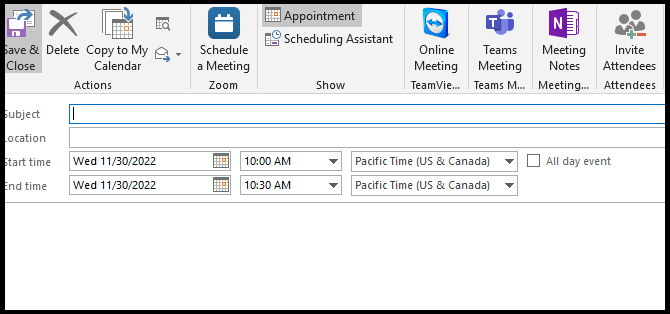 Save &
Close
Delete
Copy to My
Calendar
Actions
Schedule
a Meeting
Zoom
Appointment
Scheduling Assistant
Show
Online
Meeting
TeamVie...
Teams
Meeting
Teams M...
Meeting
Notes
Meeting...
Invite
Attendees
Attendees
Subject
Location
Start time Wed 11/30/2022 10:00 AM Pacific Time (US & Canada) All day event
End time Wed 11/30/2022 10:30 AM Pacific Time (US & Canada)